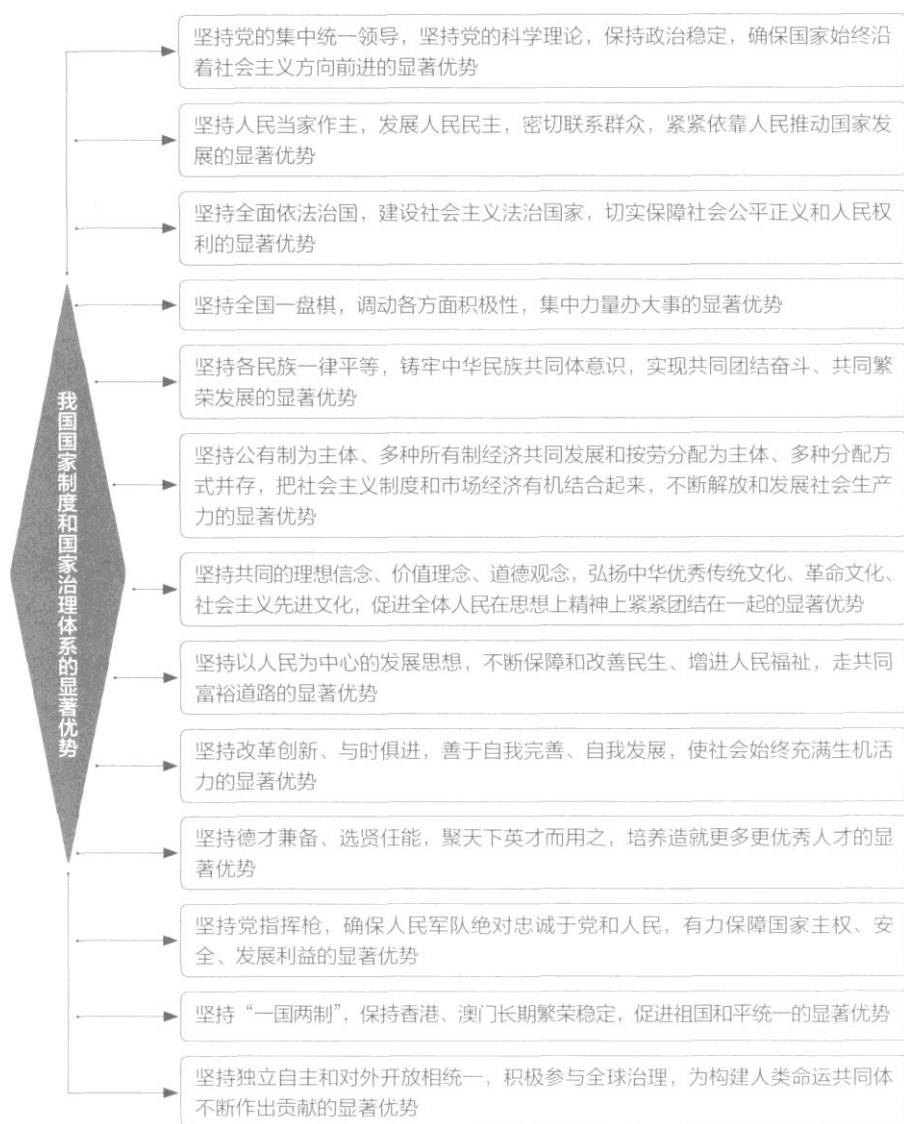 坚持党的集中统一领导，坚持党的科学理论，保持政治稳定，确保国家始终沿
着社会主义方向前进的显著优势
坚持人民当家作主，发展人民民主，密切联系群众，紧紧依靠人民推动国家发
展的显著优势
坚持全面依法治国，建设社会主义法治国家，切实保障社会公平正义和人民权
利的显著优势
坚持全国一盘棋，调动各方面积极性，集中力量办大事的显著优势
坚持各民族一律平等，铸牢中华民族共同体意识，实现共同团结奋斗、共同繁
荣发展的显著优势
我国国家制度和国家治理体系的显著优势
坚持公有制为主体、多种所有制经济共同发展和按劳分配为主体、多种分配方
式并存，把社会主义制度和市场经济有机结合起来，不断解放和发展社会生产
力的显著优势
坚持共同的理想信念、价值理念、道德观念，弘扬中华优秀传统文化、革命文化、
社会主义先进文化，促进全体人民在思想上精神上紧紧团结在一起的显著优势
坚持以人民为中心的发展思想，不断保障和改善民生、增进人民福祉，走共同
富裕道路的显著优势
坚持改革创新、与时俱进，善于自我完善、自我发展，使社会始终充满生机活
力的显著优势
坚持德才兼备、选贤任能，聚天下英才而用之，培养造就更多更优秀人才的显
著优势
坚持党指挥枪，确保人民军队绝对忠诚于党和人民，有力保障国家主权、安
全、发展利益的显著优势
坚持“一国两制”，保持香港、澳门长期繁荣稳定，促进祖国和平统一的显著优势
坚持独立自主和对外开放相统一，积极参与全球治理，为构建人类命运共同体
不断作出贡献的显著优势